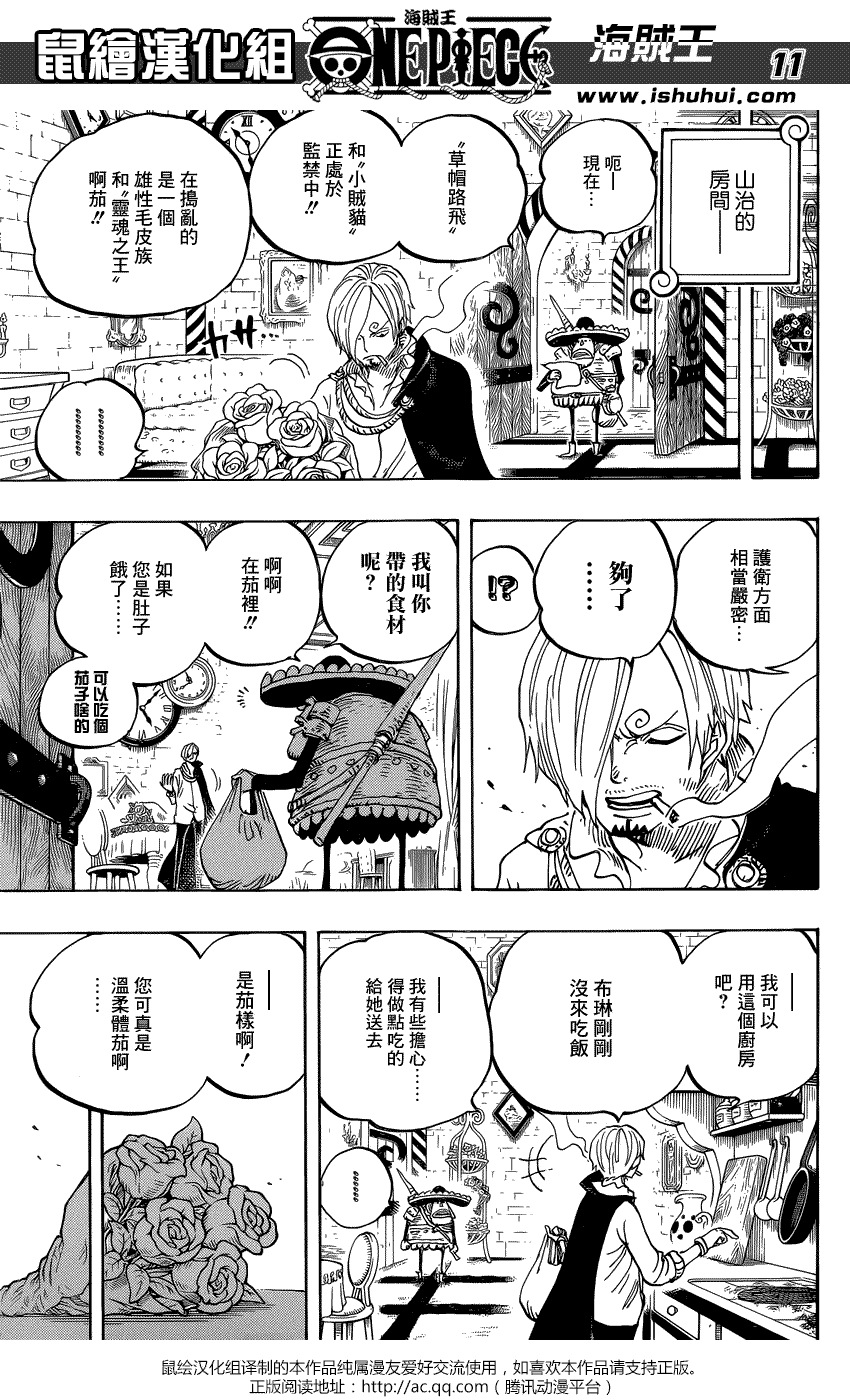 鼠繪漢化組
海賊王
ONE PIECE
海賊王
11
www.ishuhui.com
山治的
房間——
呃——
現在…
“草帽路飛”
和“小賊貓”
正處於
監禁中!!
在搗亂的
是一個
雄性毛皮族
和“靈魂之王”
啊茄!!
ガサ…
………
護衛方面
相當嚴密…
夠了
……
!?
我叫你
帶的食材
呢?
啊啊
在茄裡!!
如果
您是肚子
餓了……
可以吃個
茄子啥的
——
我可以
用這個廚房
吧?
布琳剛剛
沒來吃飯
——
我有些擔心……
得做點吃的
給她送去
…
——
是茄樣啊!
您可真是
溫柔體茄啊
……
鼠绘汉化组译制的本作品纯属漫友爱好交流使用，如喜欢本作品请支持正版。
正版阅读地址：http://ac.qq.com（腾讯动漫平台）